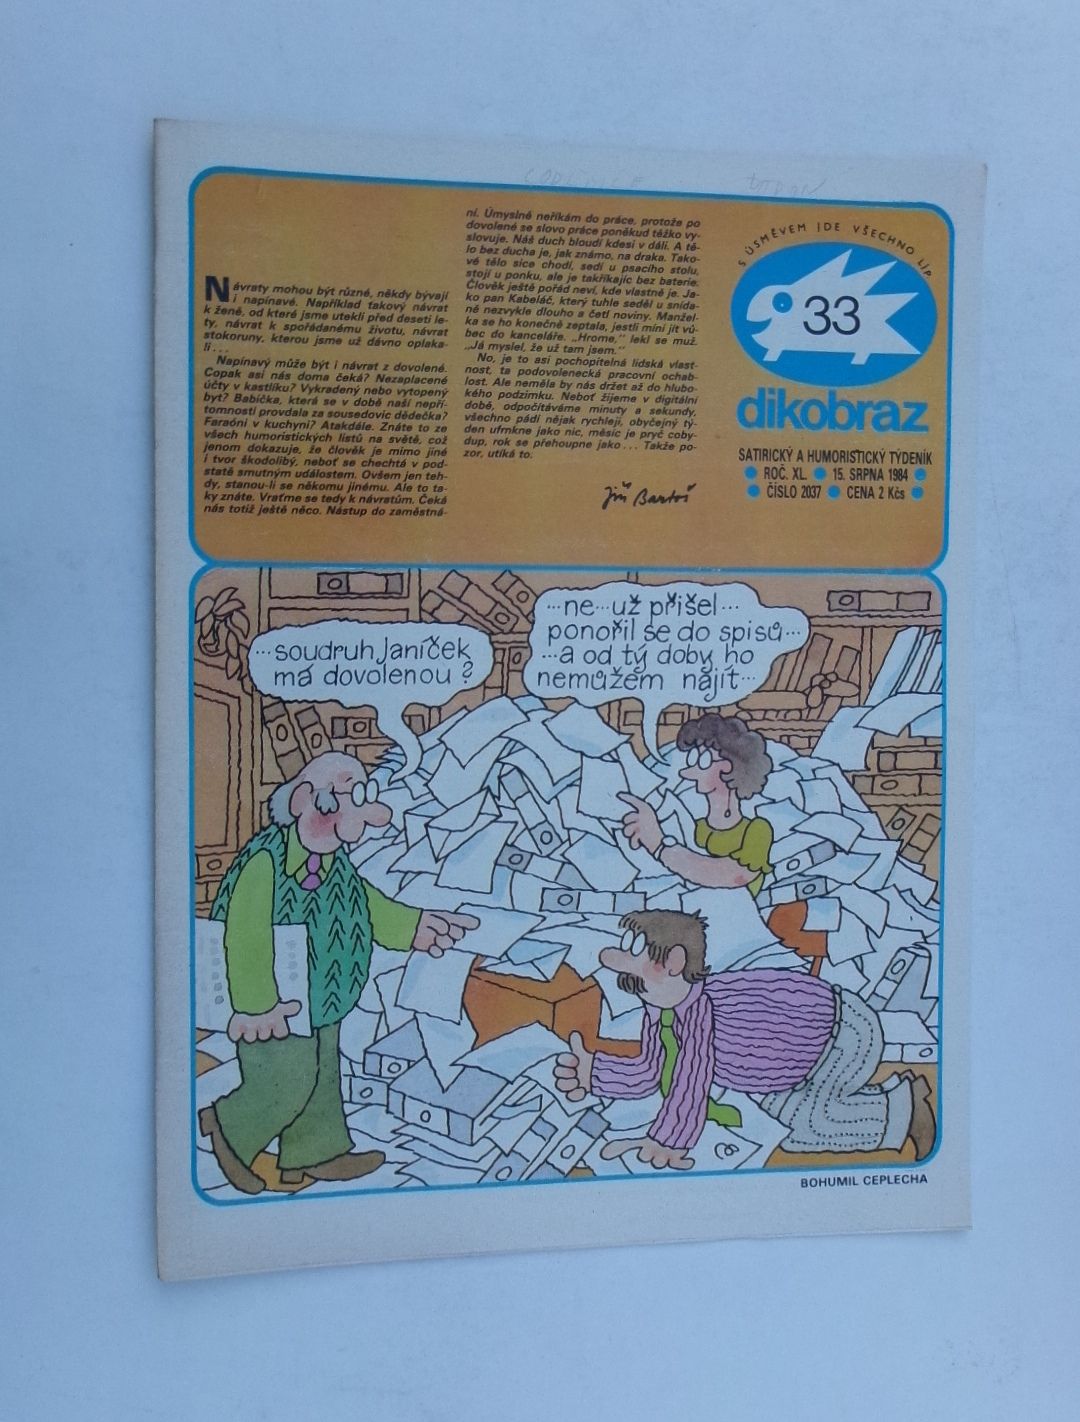 Návraty mohou být různé, někdy bývají
i napínavé. Například takový návrat
k ženě, od které jsme utekli před deseti le-
ty, návrat k spořádanému životu, návrat
stokoruny, kterou jsme už dávno oplaka-
li...
Napínavý může být i návrat z dovolené.
Copak asi nás doma čeká? Nezaplacené
účty v kastlíku? Vykradený nebo vytopený
byt? Babička, která se v době naší nepří-
tomnosti provdala za sousedovic dědečka?
Faraóni v kuchyni? Atakdále. Znáte to ze
všech humoristických listů na světě, což
jenom dokazuje, že člověk je mimo jiné
i tvor škodolibý, neboť se chechtá v pod-
statě smutným událostem. Ovšem jen teh-
dy, stanou-li se někomu jinému. Ale to ta-
ky znáte. Vraťme se tedy k návratům. Čeká
nás totiž ještě něco. Nástup do zaměstná-
ní. Úmyslně neříkám do práce, protože po
dovolené se slovo práce poněkud těžko vy-
slovuje. Náš duch bloudí kdesi v dáli. A tě-
lo bez ducha je, jak známo, na draka. Tako-
vé tělo sice chodí, sedí u psacího stolu,
stojí u ponku, ale je takříkajíc bez baterie.
Člověk ještě pořád neví, kde vlastně je. Ja-
ko pan Kabeláč, který tuhle seděl u snída-
ně nezvykle dlouho a četl noviny. Manžel-
ka se ho konečně zeptala, jestli míní jít vů-
bec do kanceláře. „Hrome,“ lekl se muž.
„Já myslel, že už tam jsem.“
No, je to asi pochopitelná lidská vlast-
nost, ta podovolenecká pracovní ochab-
lost. Ale neměla by nás držet až do hlubo-
kého podzimku. Neboť žijeme v digitální
době, odpočítáváme minuty a sekundy,
všechno pádí nějak rychleji, obyčejný tý-
den ufrnkne jako nic, měsíc je pryč coby-
dup, rok se přehoupne jako... Takže po-
zor, utíká to.
Jiří Bartoš
S ÚSMĚVEM JDE VŠECHNO LÍP
33
dikobraz
SATIRICKÝ A HUMORISTICKÝ TÝDENÍK
● ROČ. XL. ● 15. SRPNA 1984 ●
● ČÍSLO 2037 ● CENA 2 Kčs ●
...soudruh Janíček
má dovolenou?
...ne...už přišel...
ponořil se do spisů...
...a od tý doby ho
nemůžem najít...
BOHUMIL CEPLECHA